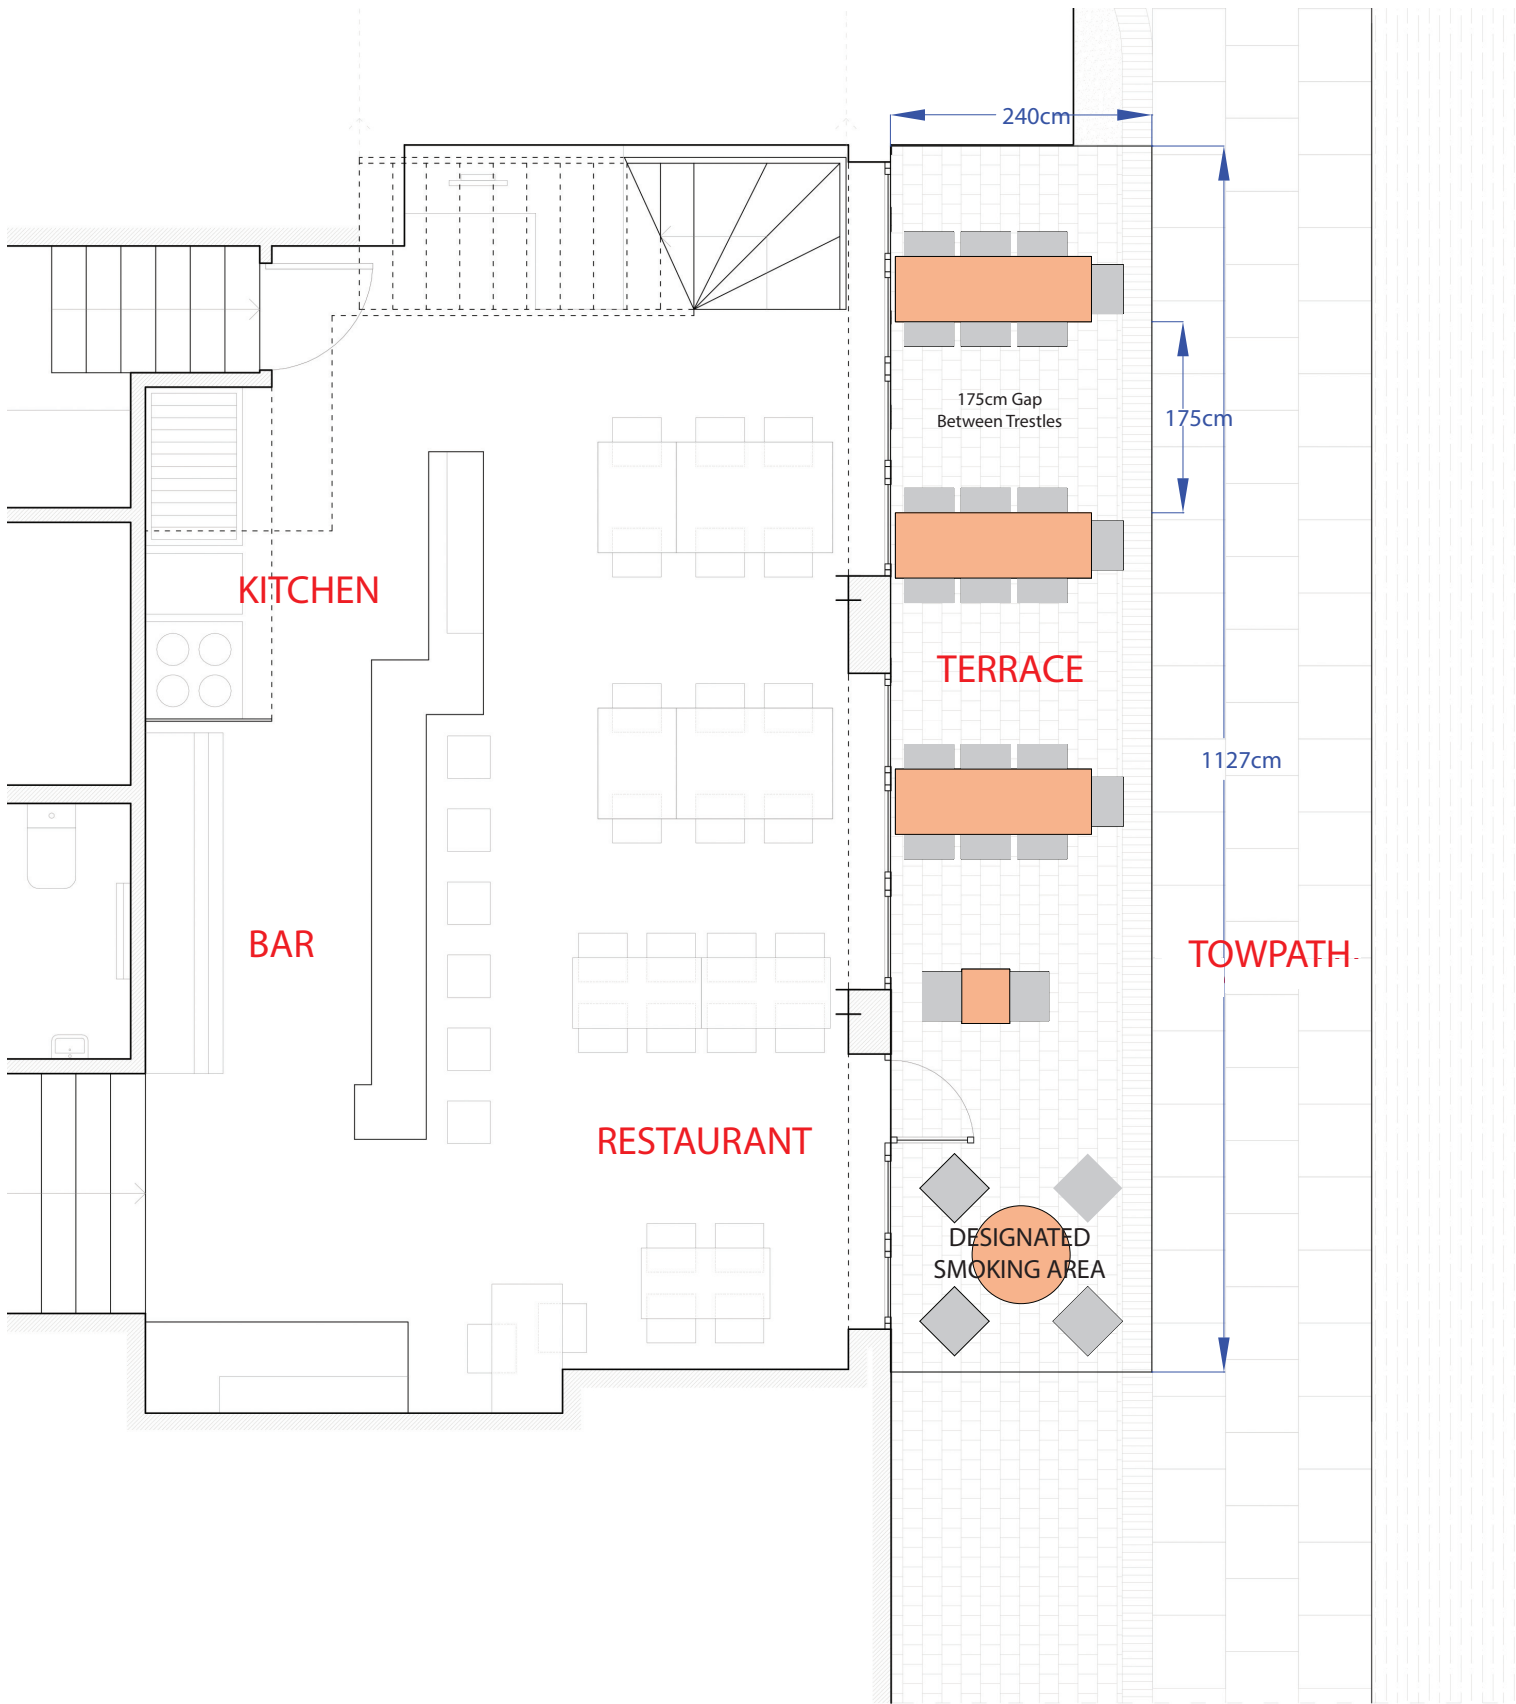 240cm
175cm Gap
Between Trestles
175cm
KITCHEN
TERRACE
1127cm
BAR
TOWPATH
RESTAURANT
DESIGNATED
SMOKING AREA